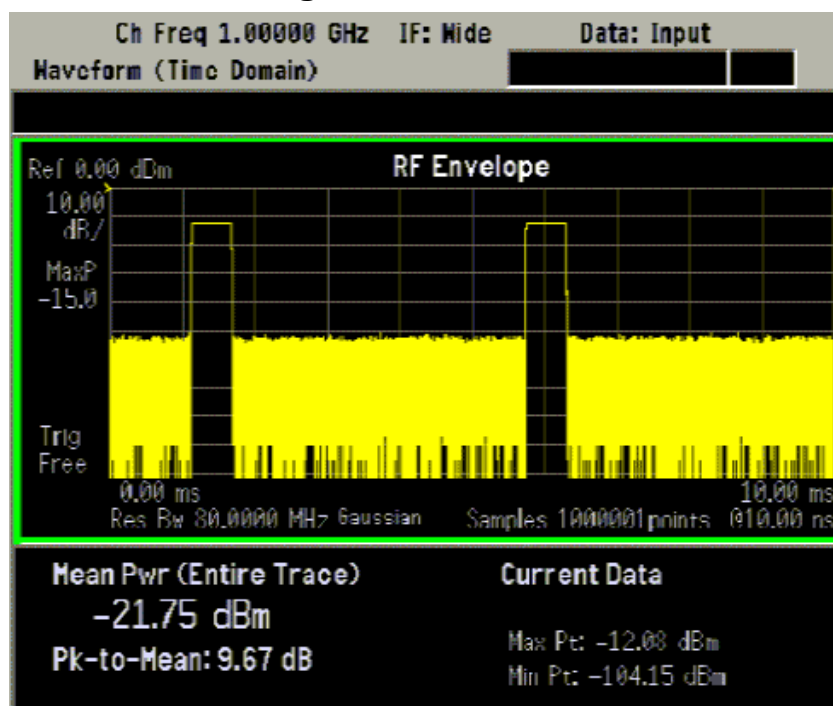 Ch Freq 1.00000 GHz IF: Wide Data: Input
Waveform (Time Domain)
Ref 0.00 dBm RF Envelope
10.00
dB/
MaxP
-15.0
Trig
Free
0.00 ms 10.00 ms
Res Bw 80.0000 MHz Gaussian Samples 1000001points @10.00 ns
Mean Pwr (Entire Trace) Current Data
-21.75 dBm
Max Pt: -12.08 dBm
Pk-to-Mean: 9.67 dB
Min Pt: -104.15 dBm